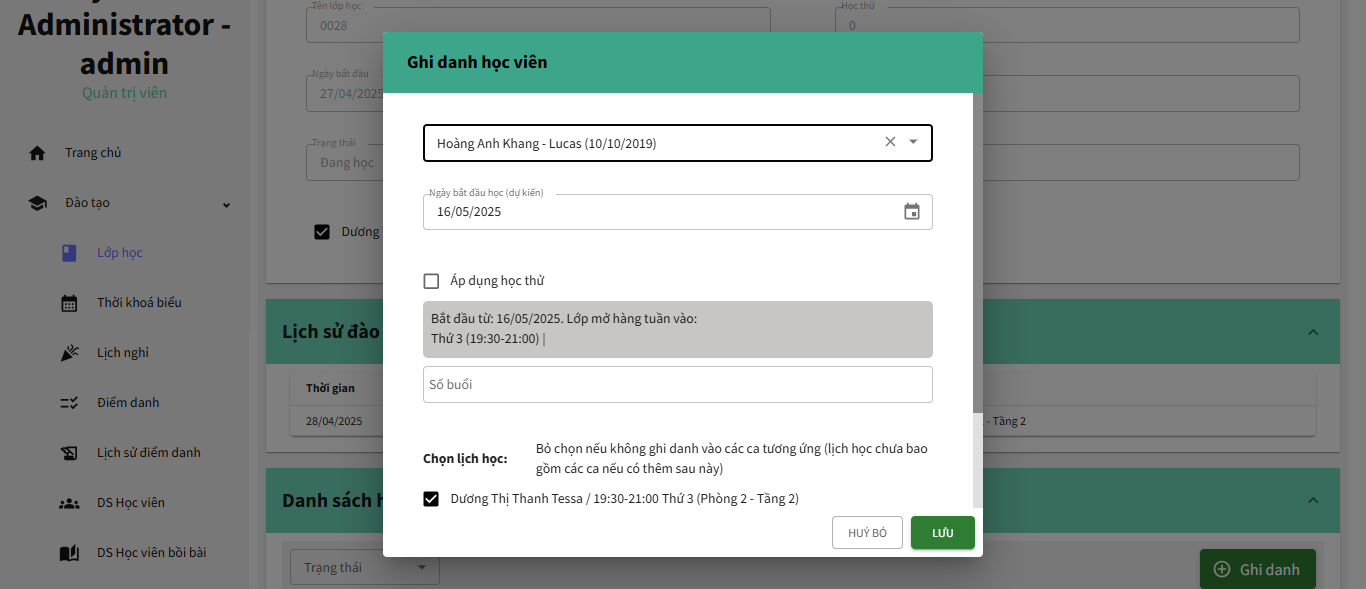 Administrator -
admin
Quản trị viên
Trang chủ
Đào tạo
Lớp học
Thời khoá biểu
Lịch nghỉ
Điểm danh
Lịch sử điểm danh
DS Học viên
DS Học viên bồi bài
Tên lớp học
0028
Học thử
0
Ngày bắt đầu
27/04/2025
Trạng thái
Đang học
Dương
Lịch sử đào
Thời gian
28/04/2025
- Tầng 2
Danh sách
Trạng thái
Ghi danh
Ghi danh học viên
Hoàng Anh Khang - Lucas (10/10/2019)
Ngày bắt đầu học (dự kiến)
16/05/2025
Áp dụng học thử
Bắt đầu từ: 16/05/2025. Lớp mở hàng tuần vào:
Thứ 3 (19:30-21:00) |
Số buổi
Chọn lịch học:
Bỏ chọn nếu không ghi danh vào các ca tương ứng (lịch học chưa bao
gồm các ca nếu có thêm sau này)
Dương Thị Thanh Tessa / 19:30-21:00 Thứ 3 (Phòng 2 - Tầng 2)
HUỶ BỎ
LƯU